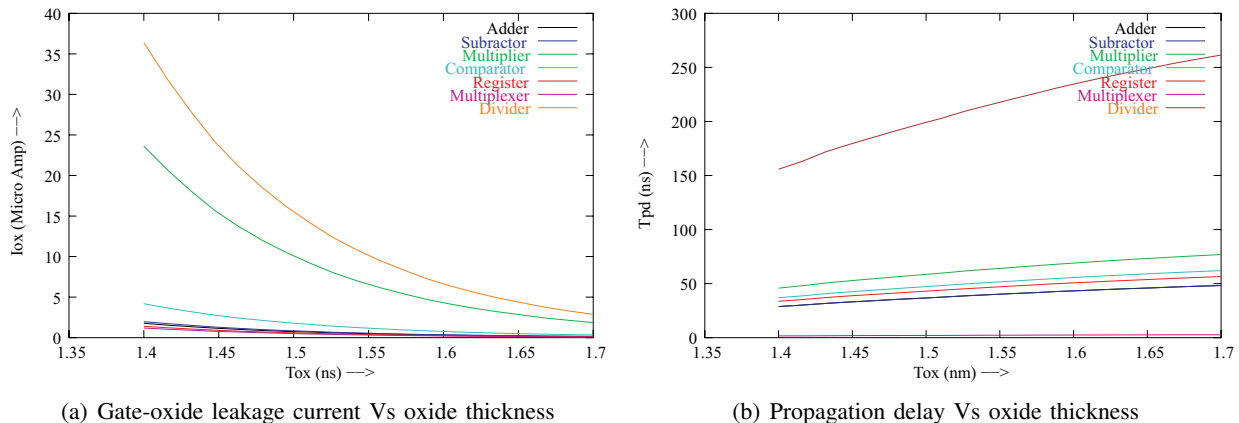 40
35
30
25
20
15
10
5
0
Iox (Micro Amp) −−>
Adder
Subractor
Multiplier
Comparator
Register
Multiplexer
Divider
1.35 1.4 1.45 1.5 1.55 1.6 1.65 1.7
Tox (ns) −−>
(a) Gate-oxide leakage current Vs oxide thickness
300
250
200
150
100
50
0
Tpd (ns) −−>
Adder
Subractor
Multiplier
Comparator
Register
Multiplexer
Divider
1.35 1.4 1.45 1.5 1.55 1.6 1.65 1.7
Tox (nm) −−>
(b) Propagation delay Vs oxide thickness